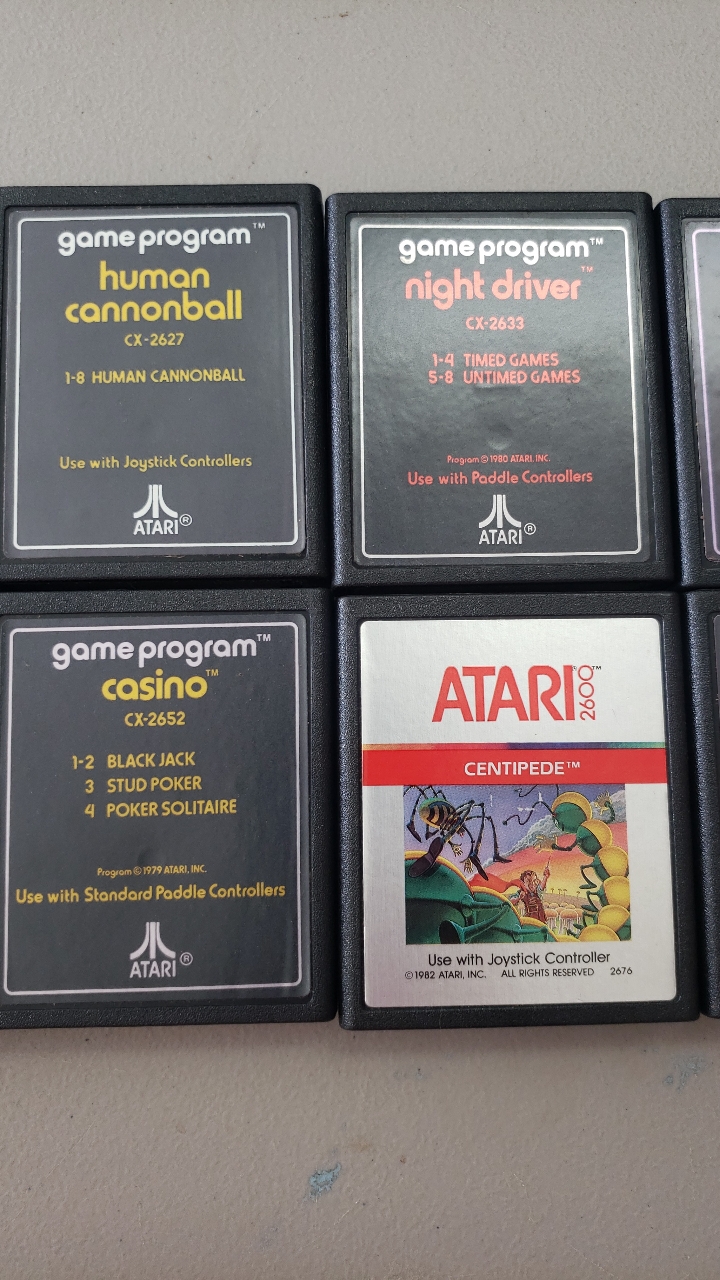 game program™
human
cannonball
CX-2627
1-8 HUMAN CANNONBALL
Use with Joystick Controllers
ATARI®
game program™
night driver™
CX-2633
1-4 TIMED GAMES
5-8 UNTIMED GAMES
Program © 1980 ATARI, INC.
Use with Paddle Controllers
ATARI®
game program™
casino™
CX-2652
1-2 BLACK JACK
3 STUD POKER
4 POKER SOLITAIRE
Program © 1979 ATARI, INC.
Use with Standard Paddle Controllers
ATARI®
ATARI® 2600™
CENTIPEDE™
Use with Joystick Controller
© 1982 ATARI, INC. ALL RIGHTS RESERVED 2676